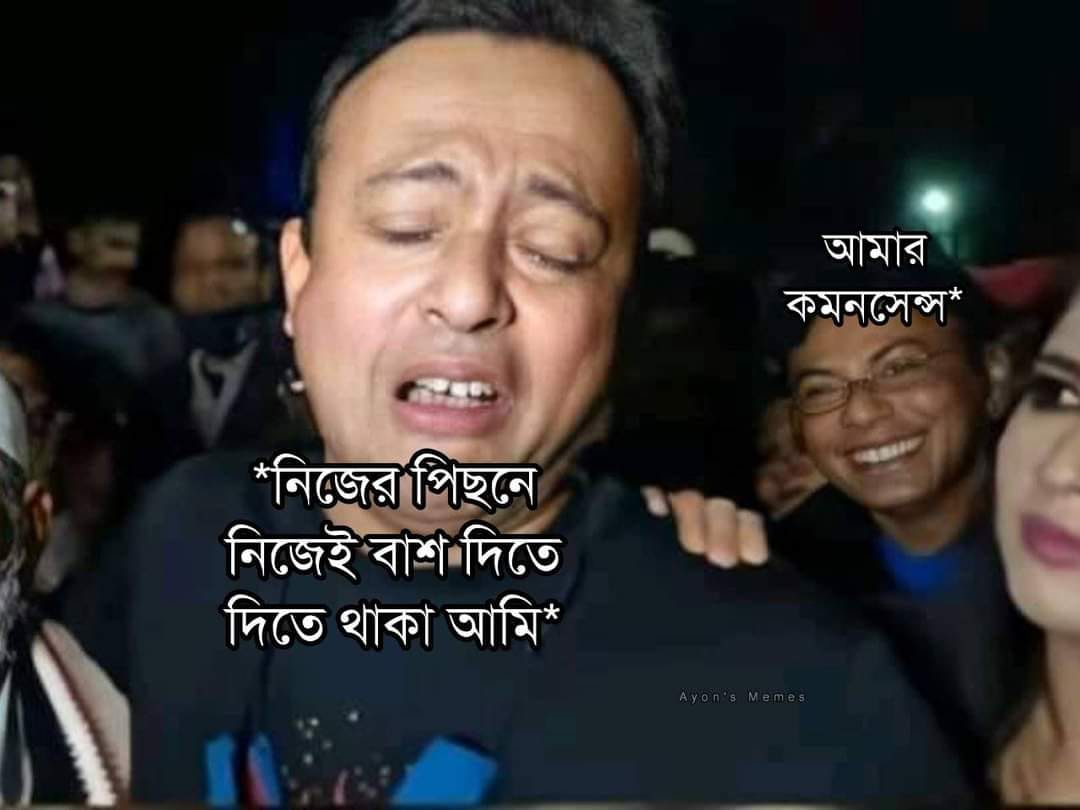 আমার
কমনসেন্স*
*নিজের পিছনে
নিজেই বাশ দিতে
দিতে থাকা আমি*
Ayon's Memes